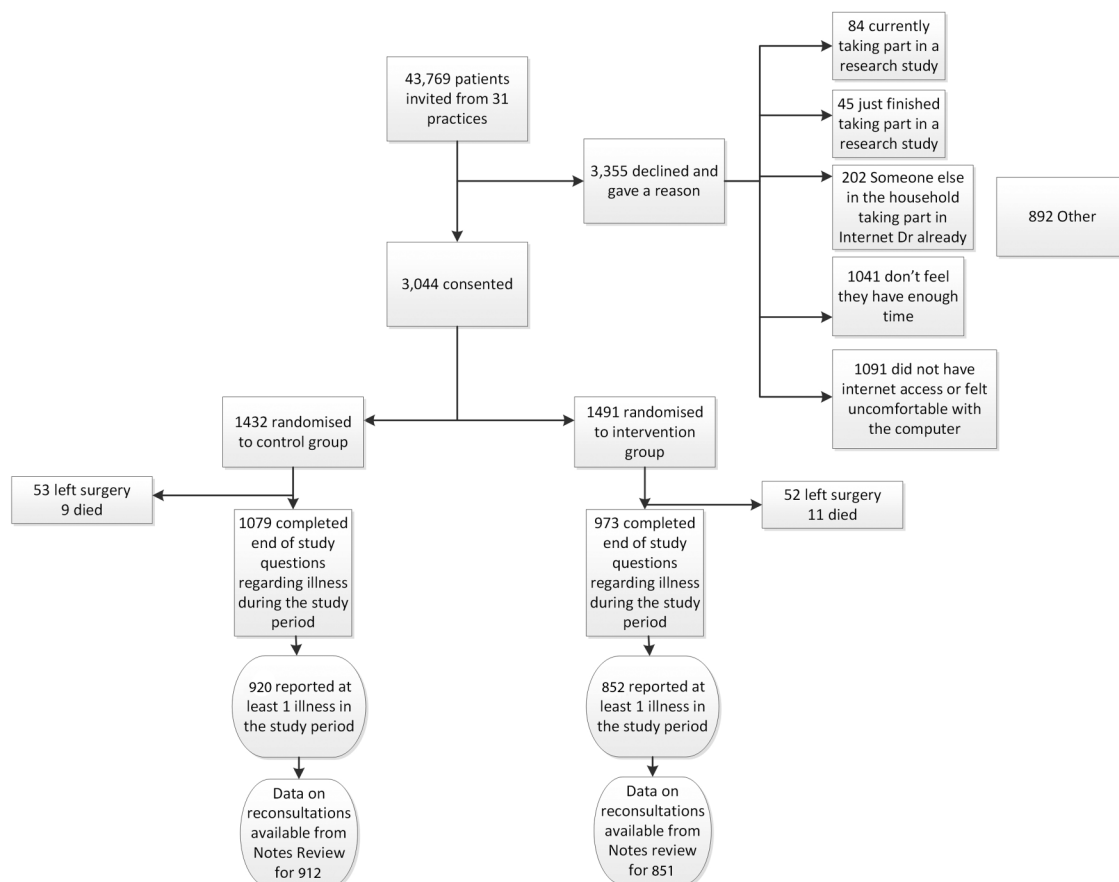 43,769 patients
invited from 31
practices
3,355 declined and
gave a reason
84 currently
taking part in a
research study
45 just finished
taking part in a
research study
202 Someone else
in the household
taking part in
Internet Dr already
892 Other
1041 don't feel
they have enough
time
1091 did not have
internet access or felt
uncomfortable with
the computer
3,044 consented
1432 randomised
to control group
1491 randomised
to intervention
group
53 left surgery
9 died
52 left surgery
11 died
1079 completed
end of study
questions
regarding illness
during the study
period
973 completed
end of study
questions
regarding illness
during the study
period
920 reported at
least 1 illness in
the study period
852 reported at
least 1 illness in
the study period
Data on
reconsultations
available from
Notes Review
for 912
Data on
reconsultations
available from
Notes review
for 851